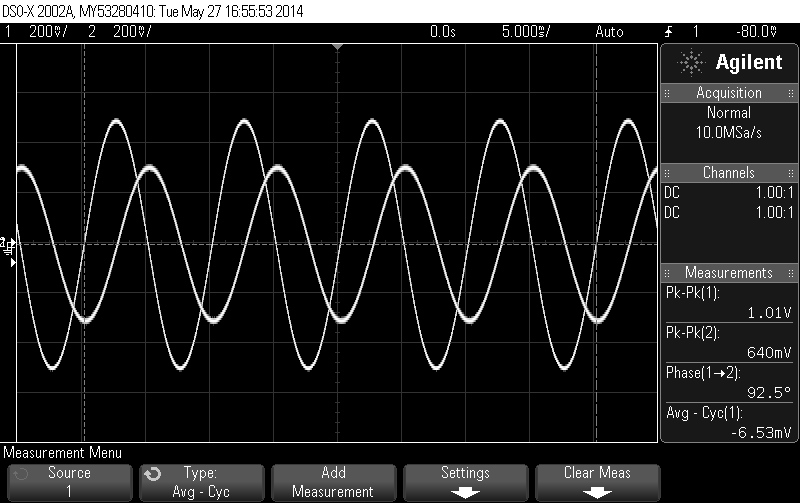 DSO-X 2002A, MY53280410: Tue May 27 16:55:53 2014
1 200mV/ 2 200mV/ 0.0s 5.000ms/ Auto 1 -80.0mV
Agilent
Acquisition
Normal
10.0MSa/s
Channels
DC 1.00:1
DC 1.00:1
Measurements
Pk-Pk(1):
1.01V
Pk-Pk(2):
640mV
Phase(1→2):
92.5°
Avg - Cyc(1):
-6.53mV
Measurement Menu
Source
1
Type:
Avg - Cyc
Add
Measurement
Settings
Clear Meas